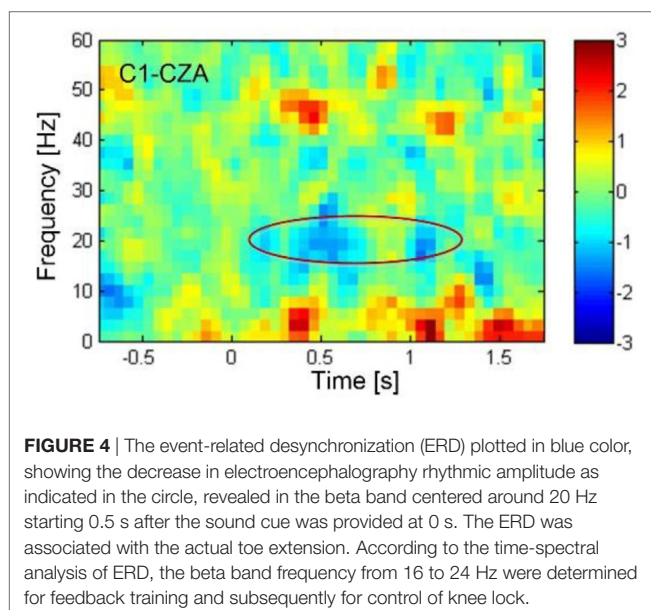 60
50
40
30
20
10
0
Frequency [Hz]
C1-CZA
-0.5
0
0.5
1
1.5
Time [s]
3
2
1
0
-1
-2
-3
FIGURE 4 | The event-related desynchronization (ERD) plotted in blue color,
showing the decrease in electroencephalography rhythmic amplitude as
indicated in the circle, revealed in the beta band centered around 20 Hz
starting 0.5 s after the sound cue was provided at 0 s. The ERD was
associated with the actual toe extension. According to the time-spectral
analysis of ERD, the beta band frequency from 16 to 24 Hz were determined
for feedback training and subsequently for control of knee lock.